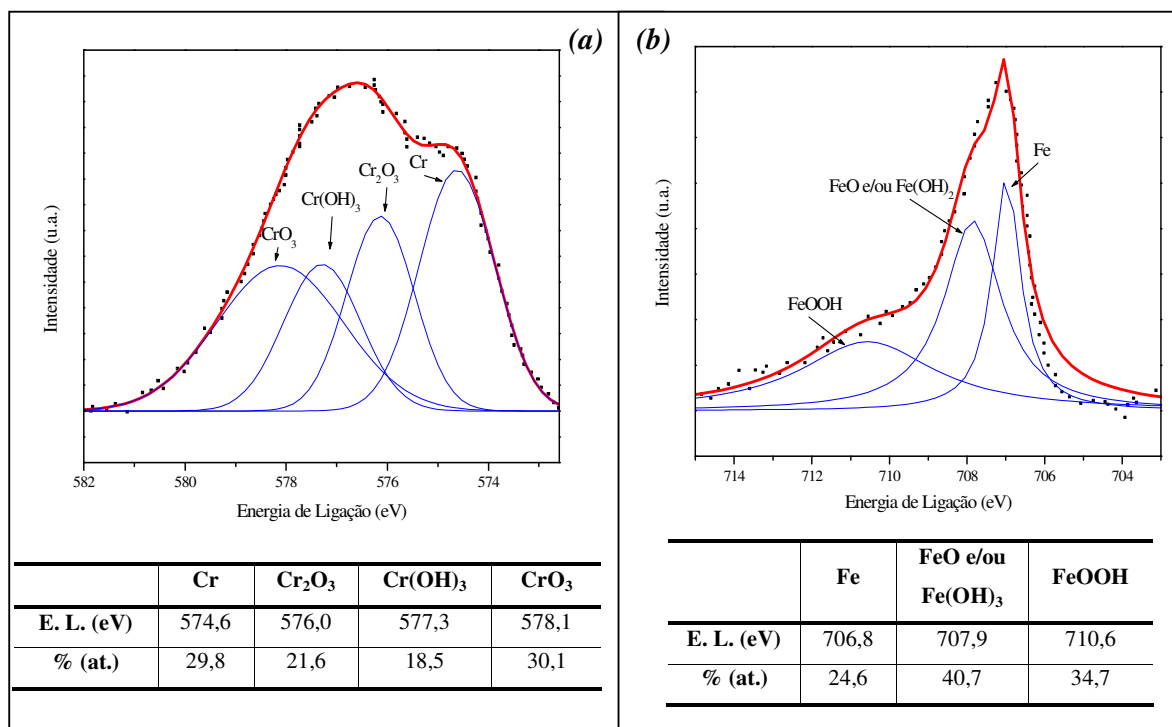 (a)
Intensidade (u.a.)
CrO₃
Cr(OH)₃
Cr₂O₃
Cr
582 580 578 576 574
Energia de Ligação (eV)
Cr Cr₂O₃ Cr(OH)₃ CrO₃
E. L. (eV) 574,6 576,0 577,3 578,1
% (at.) 29,8 21,6 18,5 30,1
(b)
Intensidade (u.a.)
FeOOH
FeO e/ou Fe(OH)₂
Fe
714 712 710 708 706 704
Energia de Ligação (eV)
Fe FeO e/ou Fe(OH)₃ FeOOH
E. L. (eV) 706,8 707,9 710,6
% (at.) 24,6 40,7 34,7